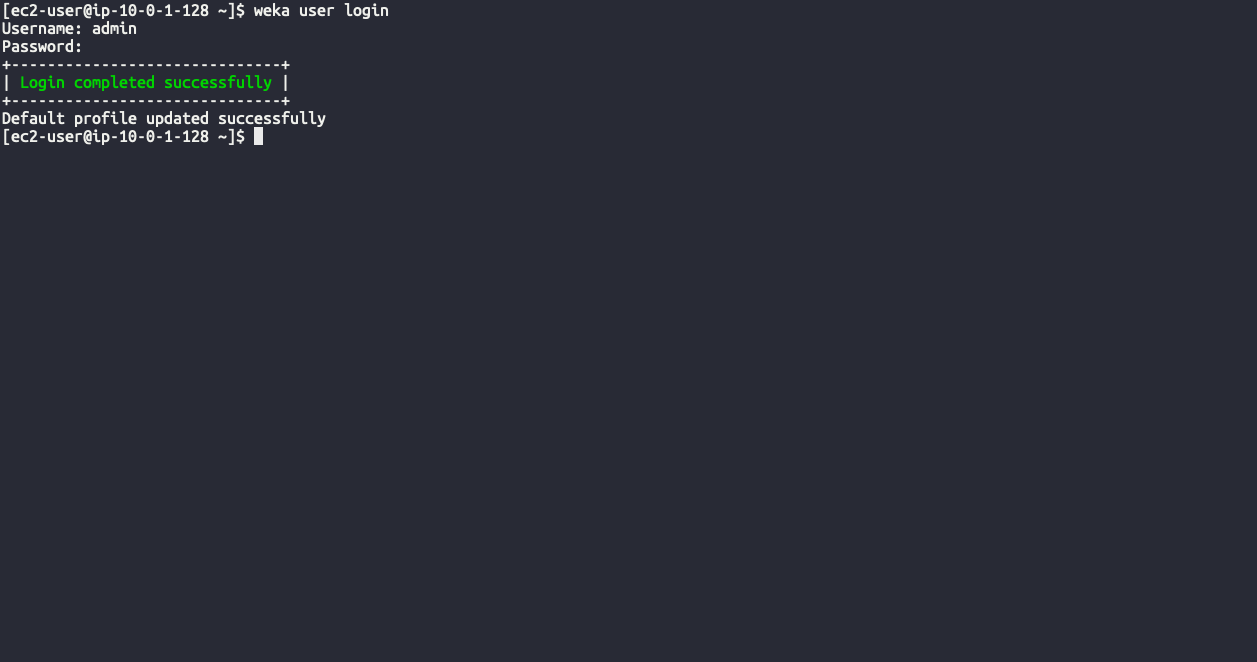 [ec2-user@ip-10-0-1-128 ~]$ weka user login
Username: admin
Password:
+------------------------------+
| Login completed successfully |
+------------------------------+
Default profile updated successfully
[ec2-user@ip-10-0-1-128 ~]$